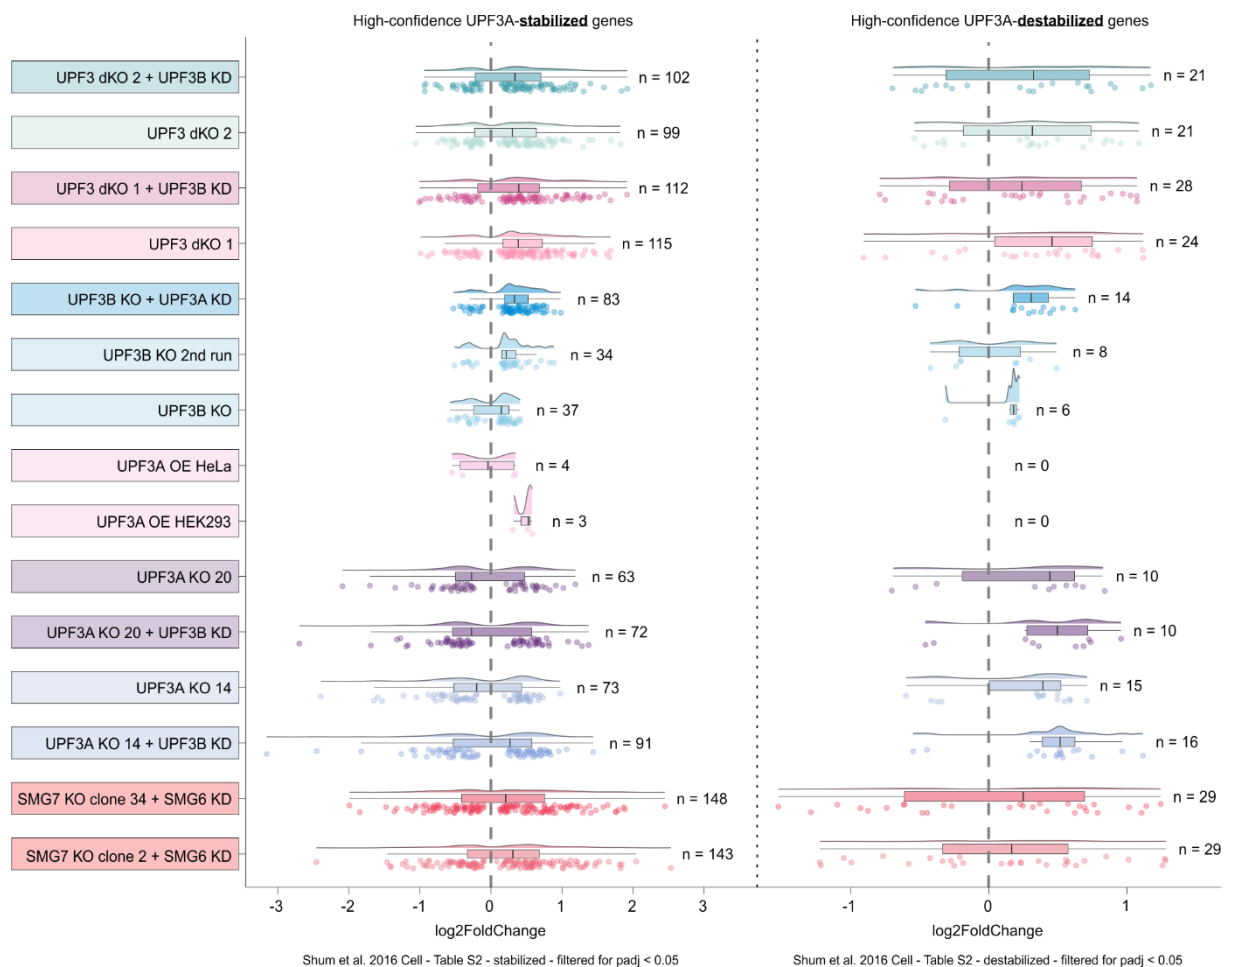 High-confidence UPF3A-stabilized genes
High-confidence UPF3A-destabilized genes
UPF3 dKO 2 + UPF3B KD
n = 102
n = 21
UPF3 dKO 2
n = 99
n = 21
UPF3 dKO 1 + UPF3B KD
n = 112
n = 28
UPF3 dKO 1
n = 115
n = 24
UPF3B KO + UPF3A KD
n = 83
n = 14
UPF3B KO 2nd run
n = 34
n = 8
UPF3B KO
n = 37
n = 6
UPF3A OE HeLa
n = 4
n = 0
UPF3A OE HEK293
n = 3
n = 0
UPF3A KO 20
n = 63
n = 10
UPF3A KO 20 + UPF3B KD
n = 72
n = 10
UPF3A KO 14
n = 73
n = 15
UPF3A KO 14 + UPF3B KD
n = 91
n = 16
SMG7 KO clone 34 + SMG6 KD
n = 148
n = 29
SMG7 KO clone 2 + SMG6 KD
n = 143
n = 29
-3 -2 -1 0 1 2 3
-1 0 1
log2FoldChange
log2FoldChange
Shum et al. 2016 Cell - Table S2 - stabilized - filtered for padj < 0.05
Shum et al. 2016 Cell - Table S2 - destabilized - filtered for padj < 0.05